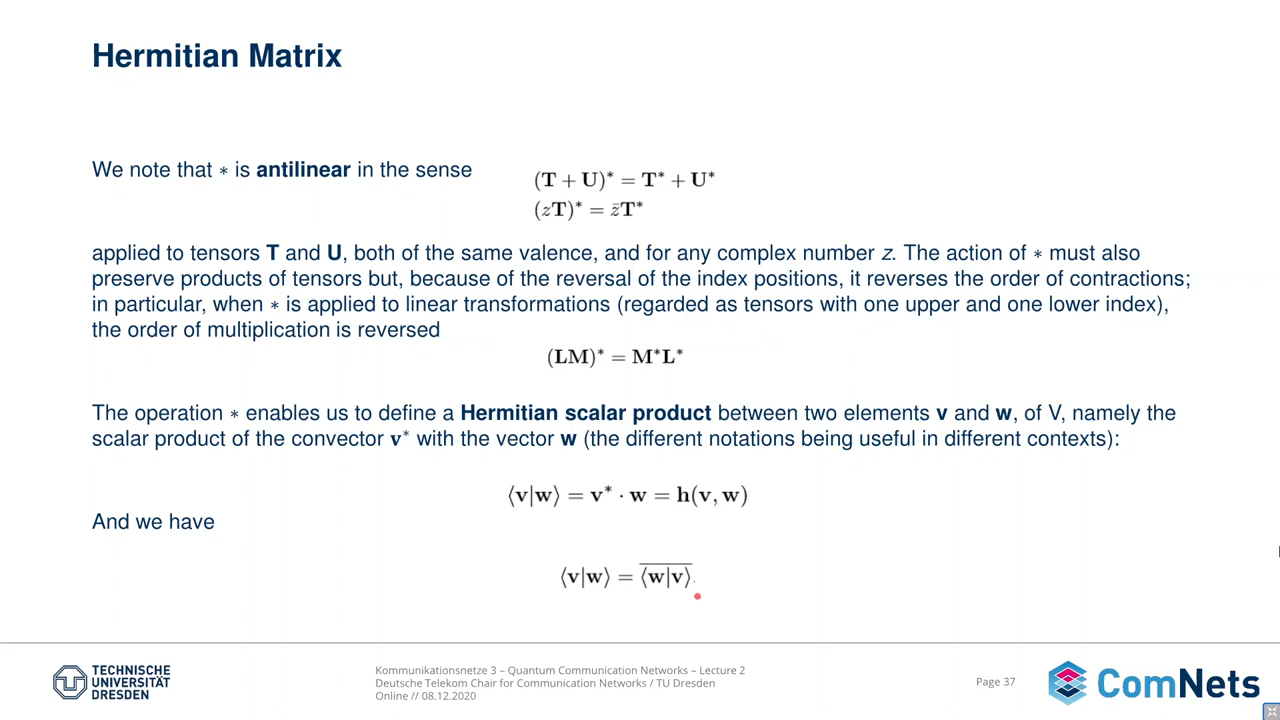 Hermitian Matrix
We note that ∗ is antilinear in the sense
(T + U)* = T* + U*
(zT)* = z̄T*
applied to tensors T and U, both of the same valence, and for any complex number z. The action of ∗ must also
preserve products of tensors but, because of the reversal of the index positions, it reverses the order of contractions;
in particular, when ∗ is applied to linear transformations (regarded as tensors with one upper and one lower index),
the order of multiplication is reversed
(LM)* = M*L*
The operation ∗ enables us to define a Hermitian scalar product between two elements v and w, of V, namely the
scalar product of the convector v* with the vector w (the different notations being useful in different contexts):
⟨v|w⟩ = v* · w = h(v, w)
And we have
⟨v|w⟩ = \overline{⟨w|v⟩}.
TECHNISCHE
UNIVERSITÄT
DRESDEN
Kommunikationsnetze 3 – Quantum Communication Networks – Lecture 2
Deutsche Telekom Chair for Communication Networks / TU Dresden
Online // 08.12.2020
Page 37
ComNets